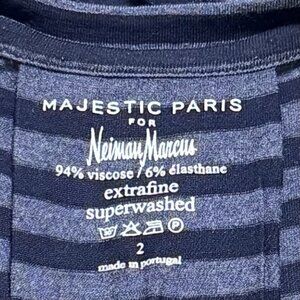 MAJESTIC PARIS
FOR
Neiman Marcus
94% viscose / 6% élasthane
extrafine
superwashed
2
made in portugal